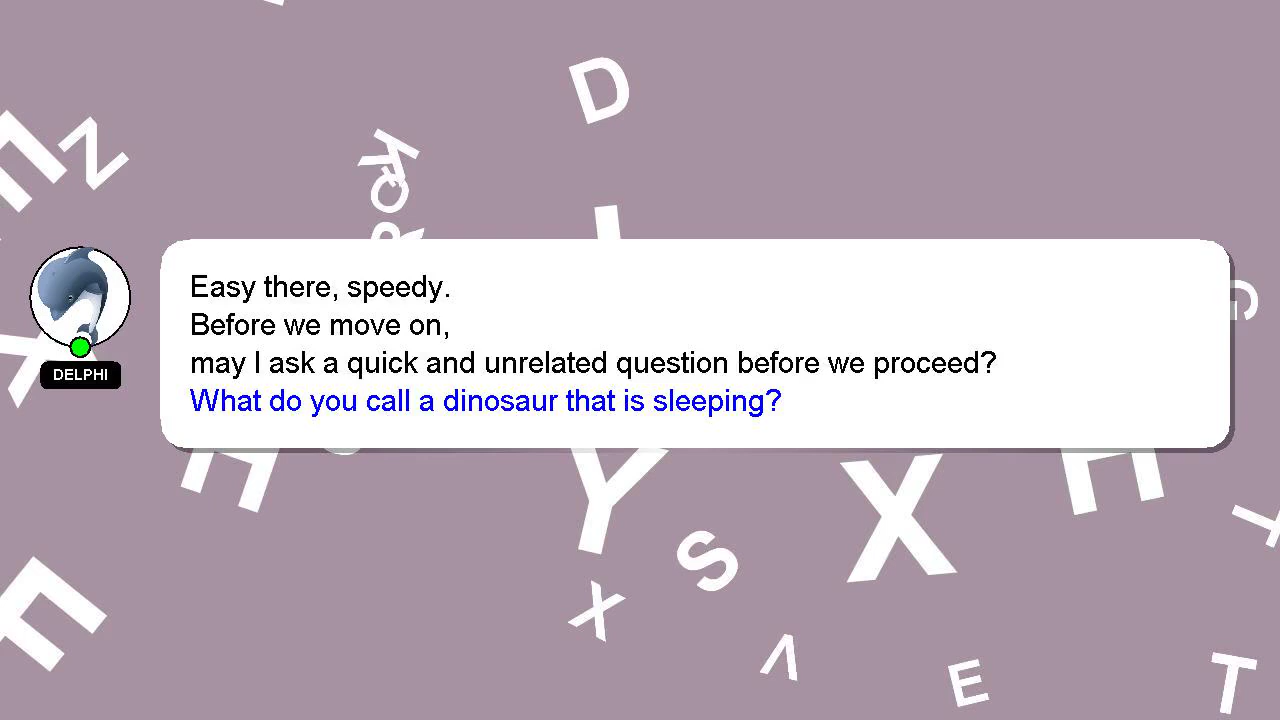 Easy there, speedy.
Before we move on,
may I ask a quick and unrelated question before we proceed?
What do you call a dinosaur that is sleeping?
DELPHI
D
Z
K
R
G
H
Y
X
H
S
T
X
V
E
T